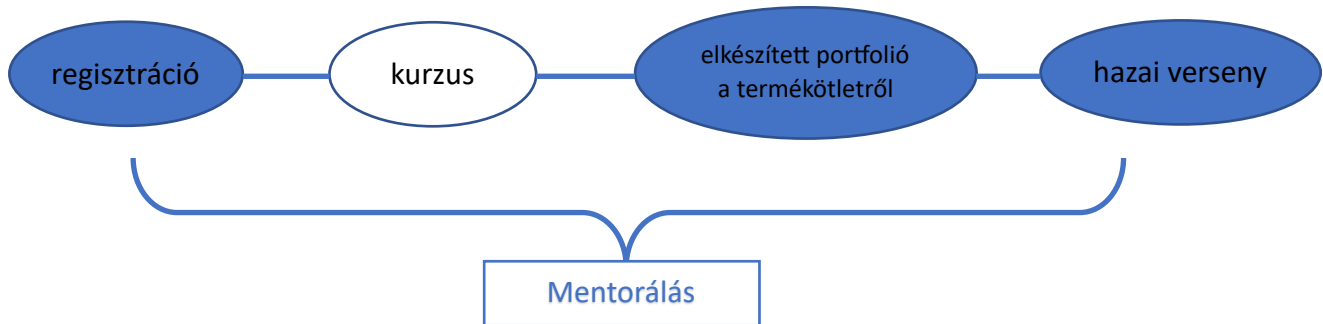 regisztráció
kurzus
elkészített portfolió
a termékötletről
hazai verseny
Mentorálás